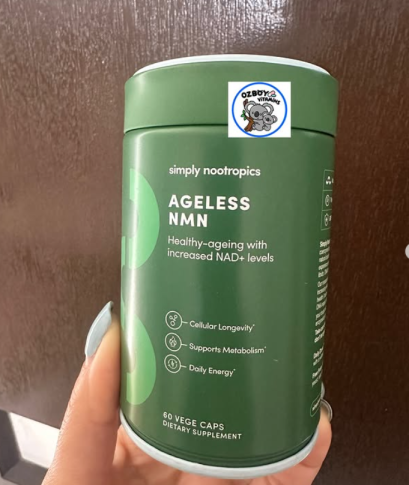 OZBOY
VITAMINS
simply nootropics
AGELESS
NMN
Healthy-ageing with
increased NAD+ levels
Cellular Longevity*
Supports Metabolism*
Daily Energy*
60 VEGE CAPS
DIETARY SUPPLEMENT